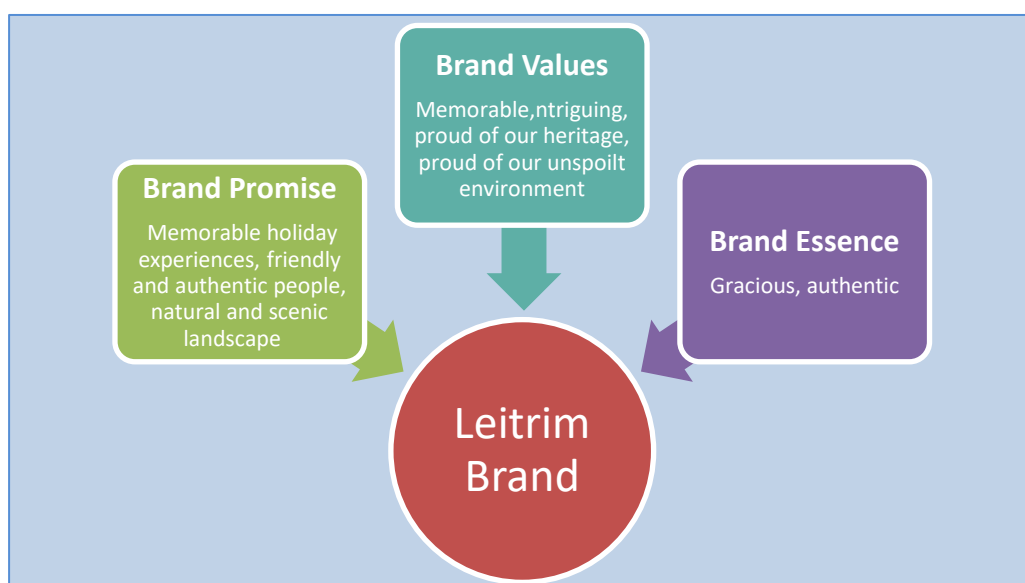 Brand Values
Memorable,ntriguing,
proud of our heritage,
proud of our unspoilt
environment
Brand Promise
Memorable holiday
experiences, friendly
and authentic people,
natural and scenic
landscape
Brand Essence
Gracious, authentic
Leitrim
Brand